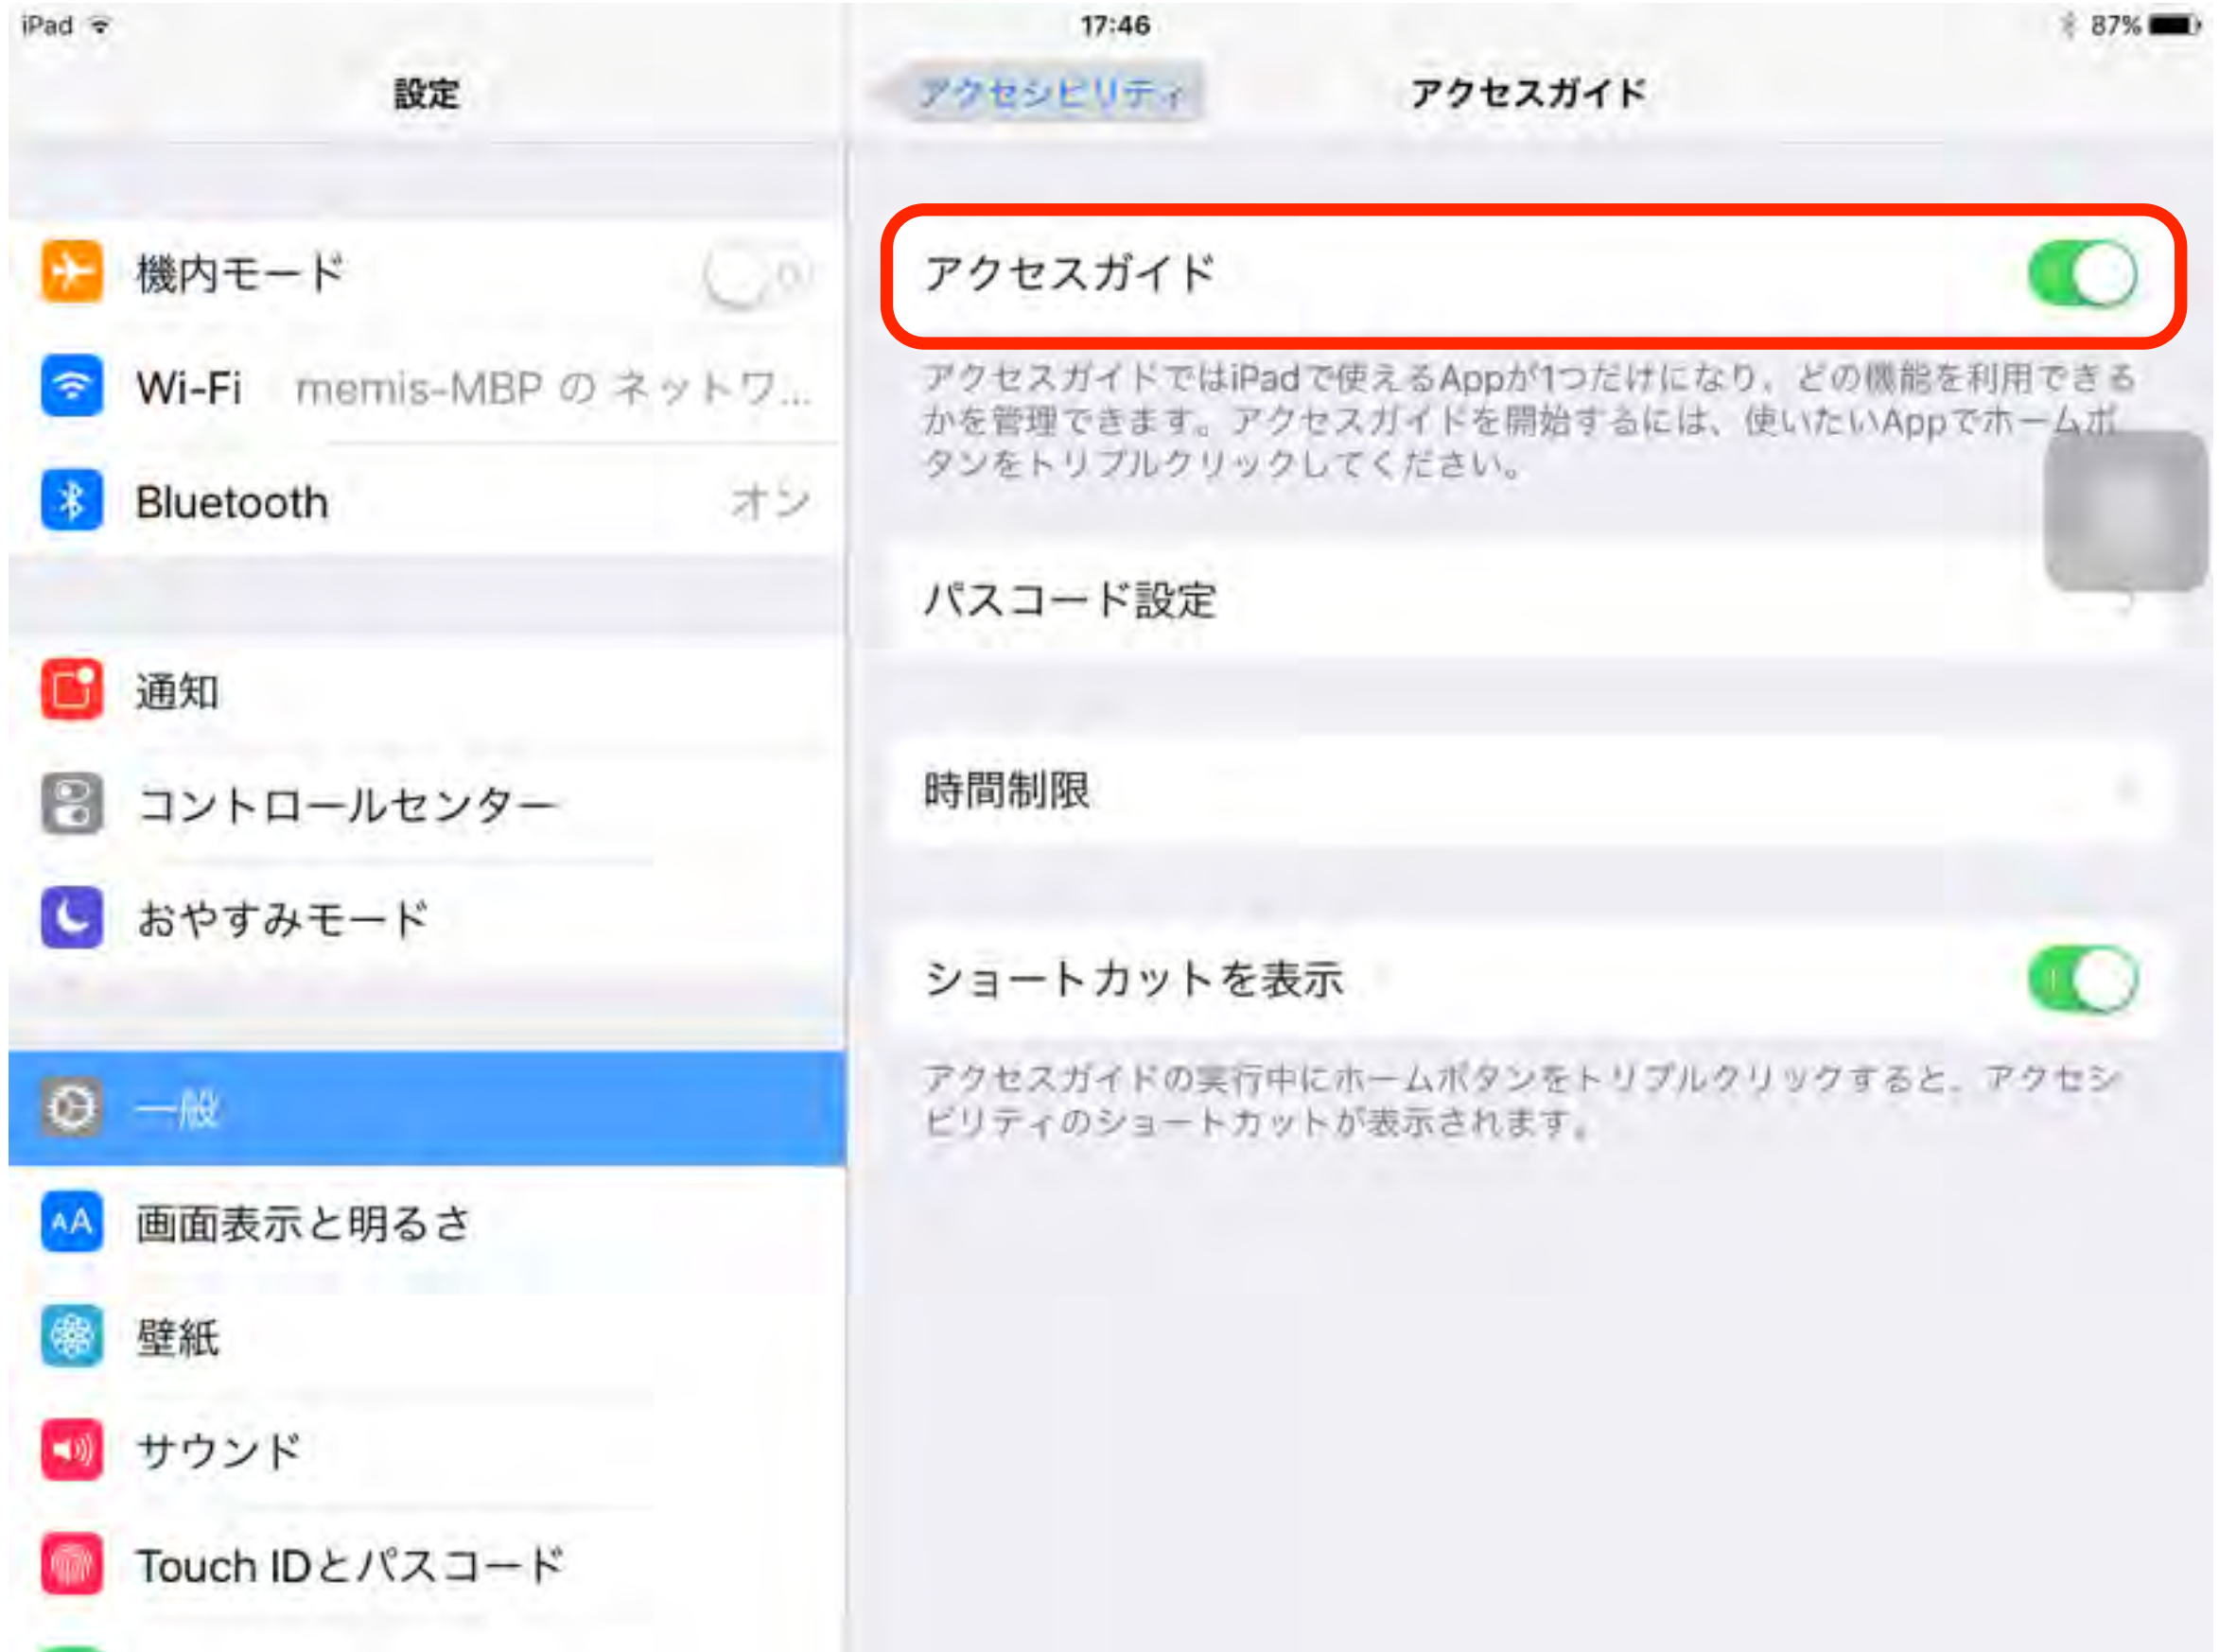 iPad
17:46
87%
設定
アクセシビリティ
アクセスガイド
機内モード
Wi-Fi memis-MBP の ネットワ...
Bluetooth オン
通知
コントロールセンター
おやすみモード
一般
画面表示と明るさ
壁紙
サウンド
Touch IDとパスコード
アクセスガイド
アクセスガイドではiPadで使えるAppが1つだけになり、どの機能を利用できる
かを管理できます。アクセスガイドを開始するには、使いたいAppでホームボ
タンをトリプルクリックしてください。
パスコード設定
時間制限
ショートカットを表示
アクセスガイドの実行中にホームボタンをトリプルクリックすると、アクセシ
ビリティのショートカットが表示されます。